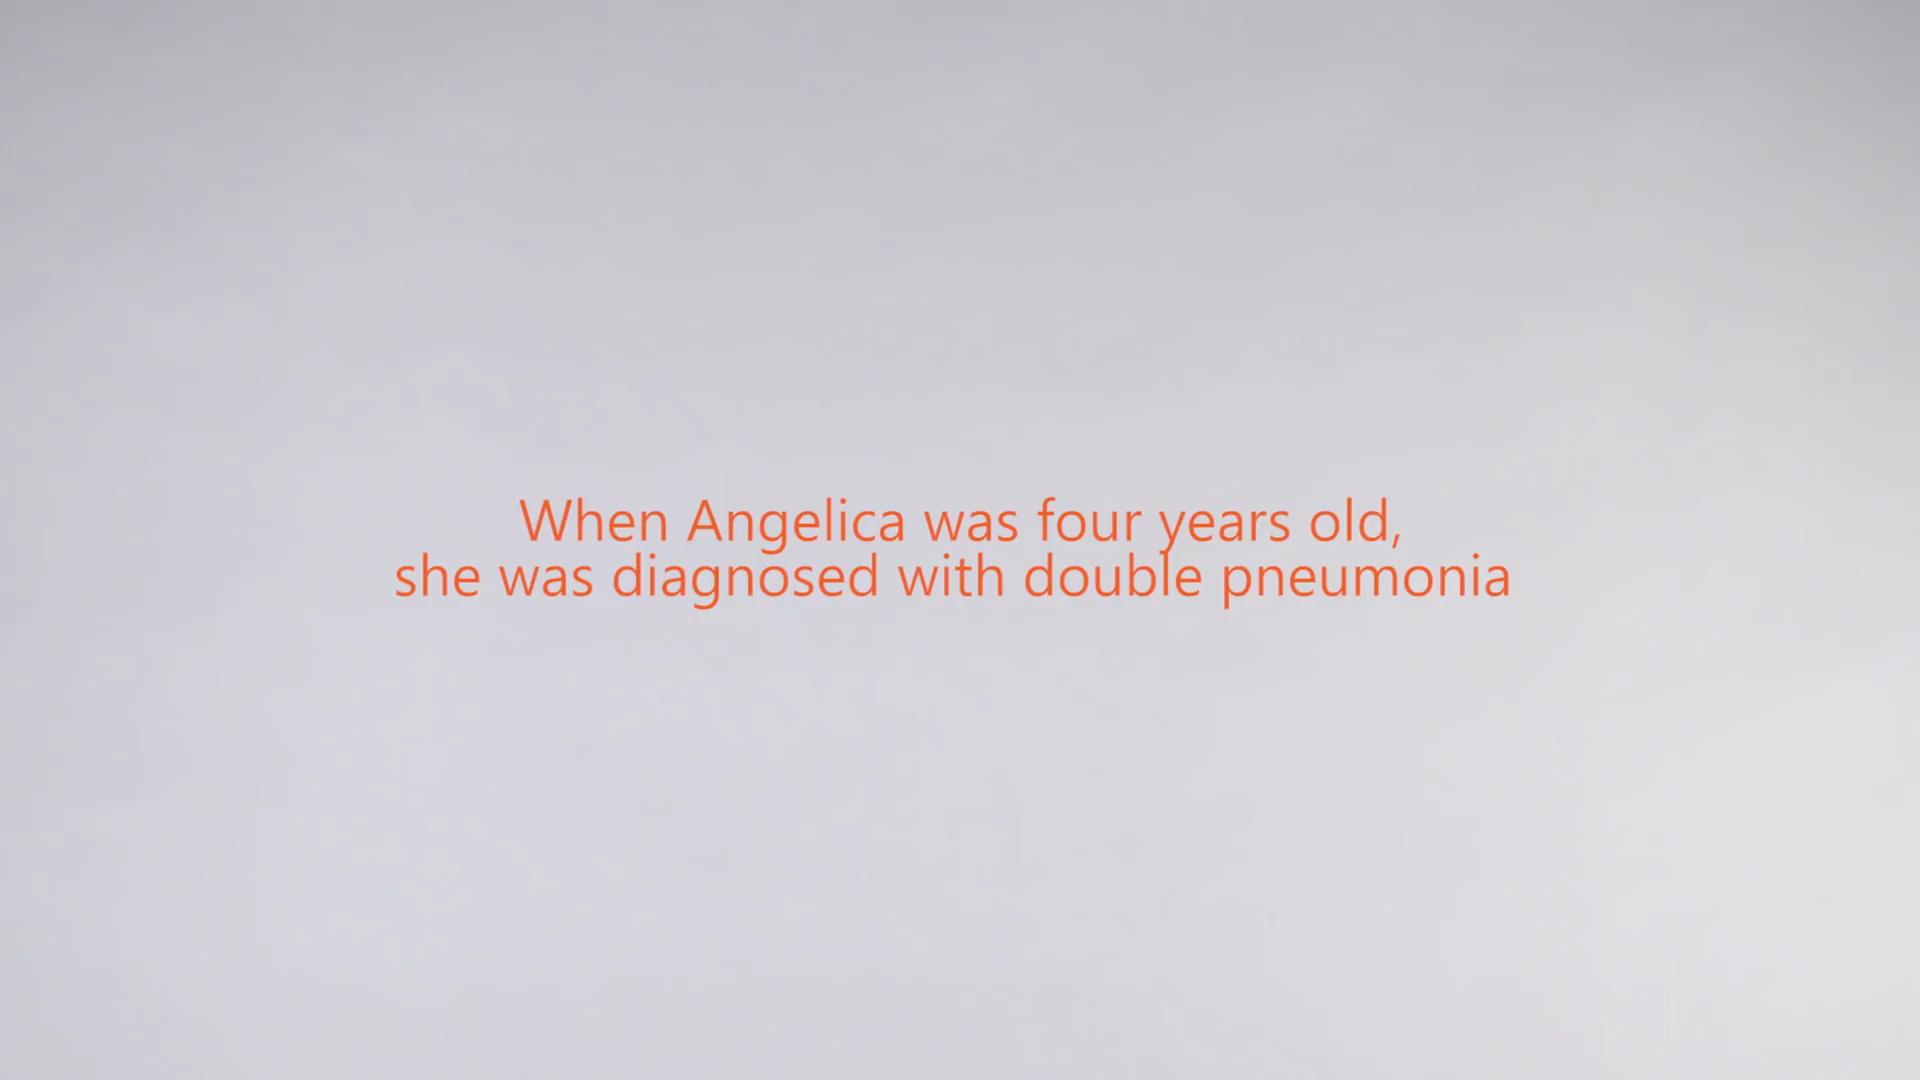 When Angelica was four years old,
she was diagnosed with double pneumonia